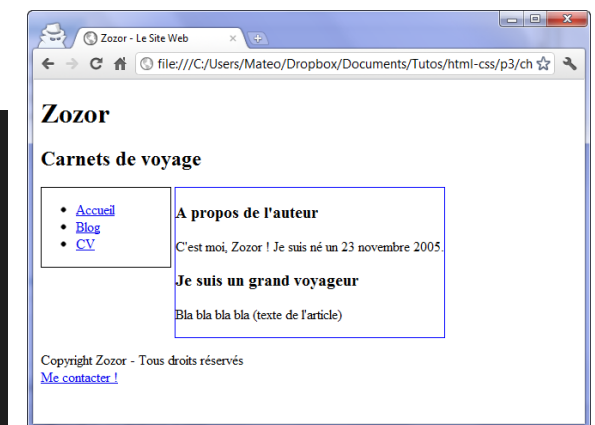 Zozor - Le Site Web
file:///C:/Users/Mateo/Dropbox/Documents/Tutos/html-css/p3/ch
Zozor
Carnets de voyage
Accueil
Blog
CV
A propos de l'auteur
C'est moi, Zozor ! Je suis né un 23 novembre 2005.
Je suis un grand voyageur
Bla bla bla bla (texte de l'article)
Copyright Zozor - Tous droits réservés
Me contacter !